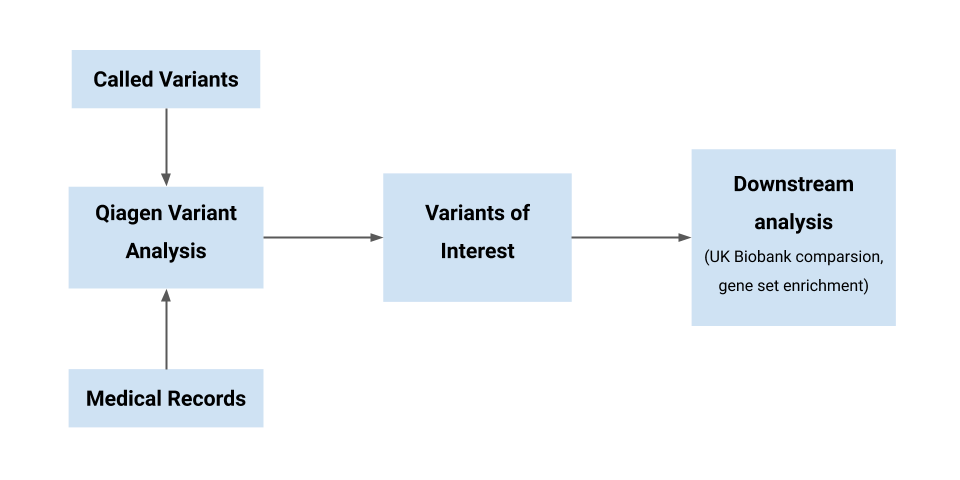 Called Variants
Qiagen Variant
Analysis
Medical Records
Variants of
Interest
Downstream
analysis
(UK Biobank comparsion,
gene set enrichment)